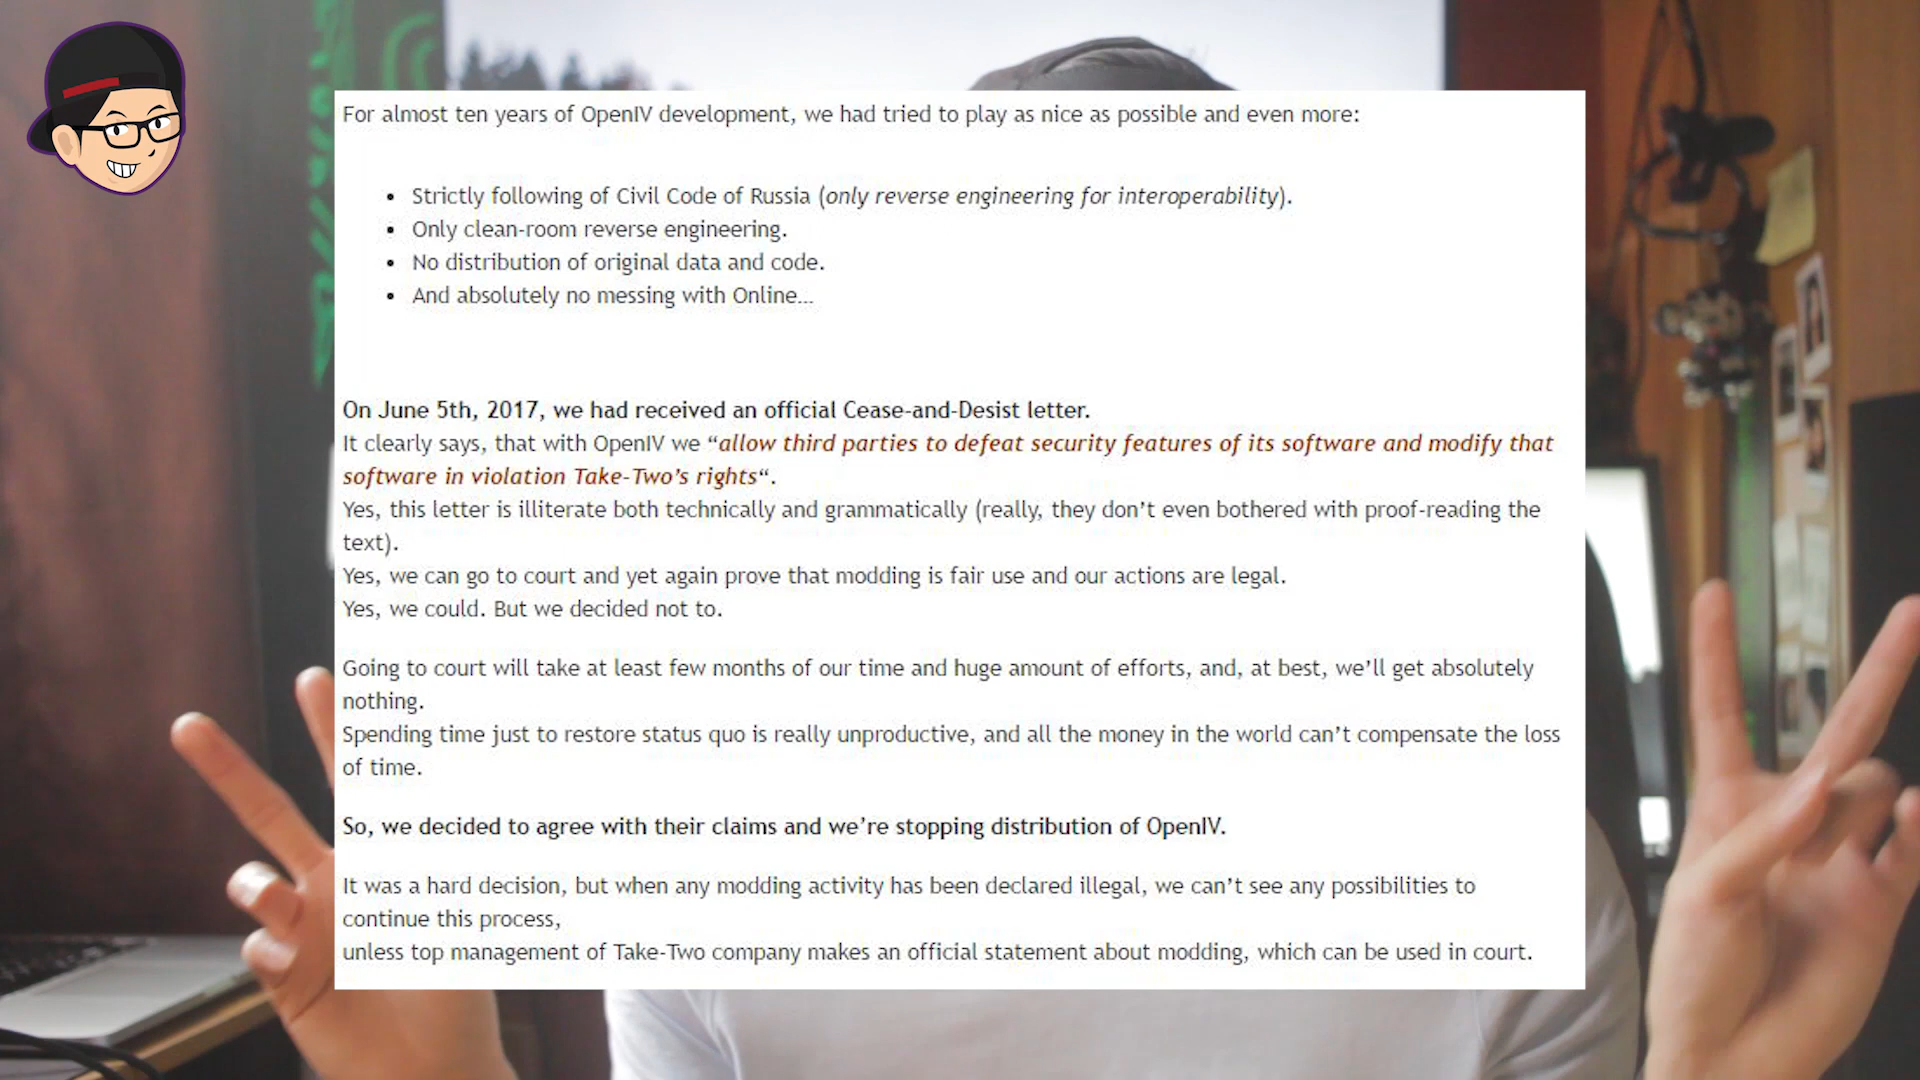 For almost ten years of OpenIV development, we had tried to play as nice as possible and even more:
• Strictly following of Civil Code of Russia (only reverse engineering for interoperability).
• Only clean-room reverse engineering.
• No distribution of original data and code.
• And absolutely no messing with Online...
On June 5th, 2017, we had received an official Cease-and-Desist letter.
It clearly says, that with OpenIV we “allow third parties to defeat security features of its software and modify that
software in violation Take-Two’s rights“.
Yes, this letter is illiterate both technically and grammatically (really, they don’t even bothered with proof-reading the
text).
Yes, we can go to court and yet again prove that modding is fair use and our actions are legal.
Yes, we could. But we decided not to.
Going to court will take at least few months of our time and huge amount of efforts, and, at best, we’ll get absolutely
nothing.
Spending time just to restore status quo is really unproductive, and all the money in the world can’t compensate the loss
of time.
So, we decided to agree with their claims and we’re stopping distribution of OpenIV.
It was a hard decision, but when any modding activity has been declared illegal, we can’t see any possibilities to
continue this process,
unless top management of Take-Two company makes an official statement about modding, which can be used in court.